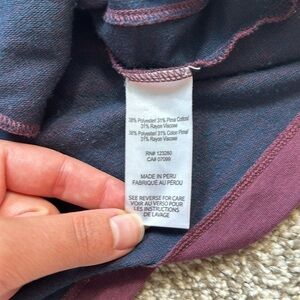 38% Polyester/ 31% Pima Cotton/
31% Rayon Viscose
38% Polyester/ 31% Coton Pima/
31% Rayon Viscose
RN# 123260
CA# 07099
MADE IN PERU
FABRIQUÉ AU PÉROU
SEE REVERSE FOR CARE
VOIR AU VERSO POUR
LES INSTRUCTIONS
DE LAVAGE